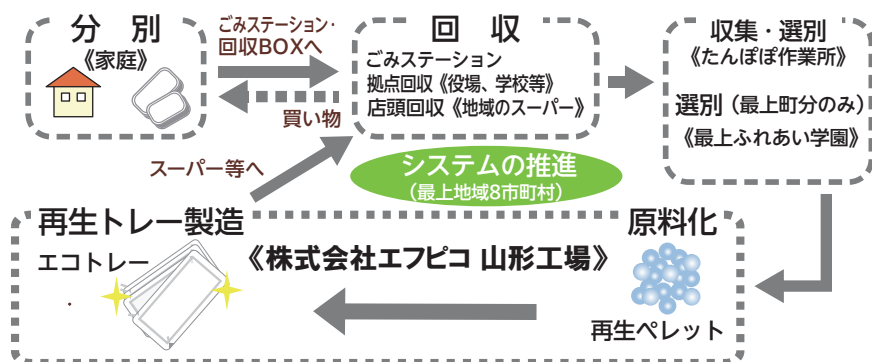 分 別
《家庭》
ごみステーション・
回収BOXへ
買い物
回 収
ごみステーション
拠点回収《役場、学校等》
店頭回収《地域のスーパー》
収集・選別
《たんぽぽ作業所》
選別（最上町分のみ）
《最上ふれあい学園》
スーパー等へ
システムの推進
（最上地域8市町村）
再生トレー製造
エコトレー
《株式会社エフピコ 山形工場》
原料化
再生ペレット